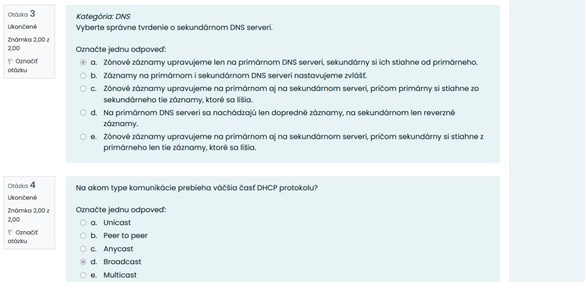 Otázka 3
Ukončené
Známka 2,00 z
2,00
Označiť
otázku
Kategória: DNS
Vyberte správne tvrdenie o sekundárnom DNS serveri.
Označte jednu odpoveď:
a. Zónové záznamy upravujeme len na primárnom DNS serveri, sekundárny si ich stiahne od primárneho.
b. Záznamy na primárnom i sekundárnom DNS serveri nastavujeme zvlášť.
c. Zónové záznamy upravujeme na primárnom aj na sekundárnom serveri, pričom primárny si stiahne zo
sekundárneho tie záznamy, ktoré sa líšia.
d. Na primárnom DNS serveri sa nachádzajú len dopredné záznamy, na sekundárnom len reverzné
záznamy.
e. Zónové záznamy upravujeme na primárnom aj na sekundárnom serveri, pričom sekundárny si stiahne z
primárneho len tie záznamy, ktoré sa líšia.
Otázka 4
Ukončené
Známka 2,00 z
2,00
Označiť
otázku
Na akom type komunikácie prebieha väčšia časť DHCP protokolu?
Označte jednu odpoveď:
a. Unicast
b. Peer to peer
c. Anycast
d. Broadcast
e. Multicast